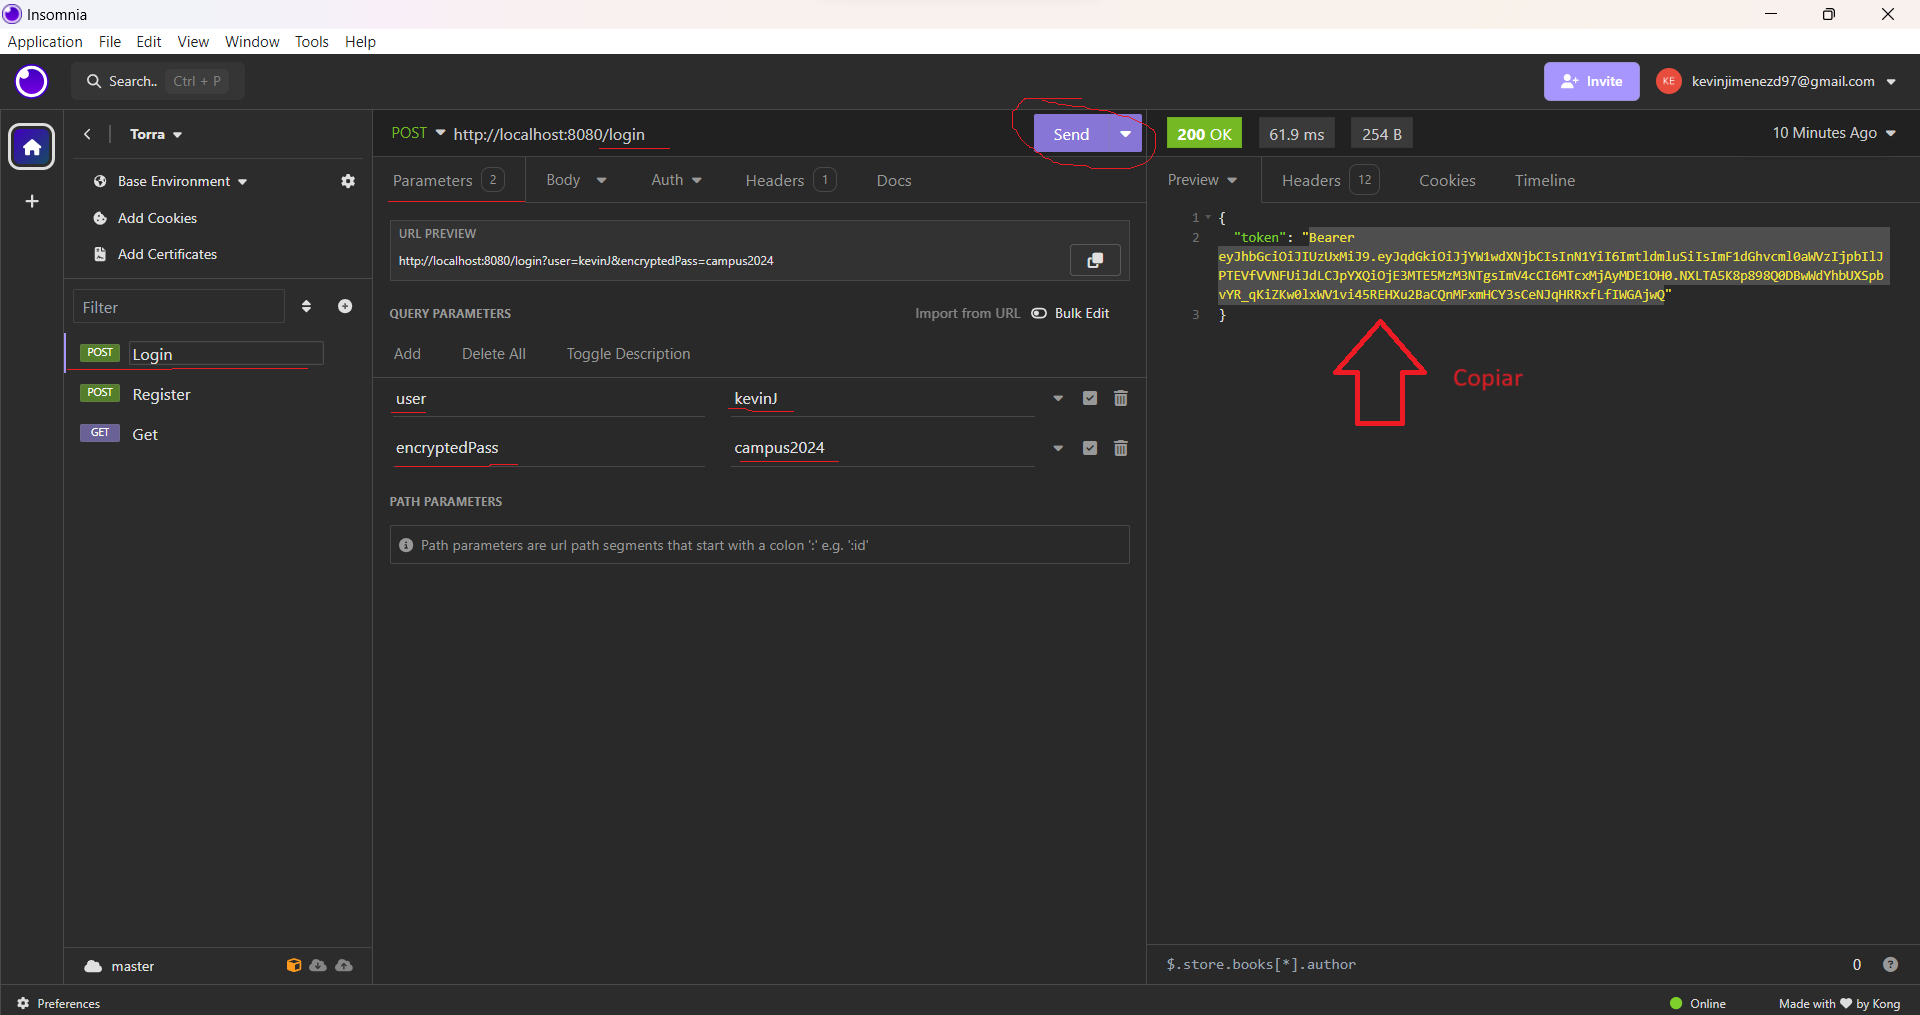 Insomnia
Application File Edit View Window Tools Help
Search.. Ctrl + P
Invite
KE
kevinjimenezd97@gmail.com
Torra
Base Environment
Add Cookies
Add Certificates
Filter
POST Login
POST Register
GET Get
master
Preferences
POST http://localhost:8080/login
Send
Parameters 2 Body Auth Headers 1 Docs
URL PREVIEW
http://localhost:8080/login?user=kevinJ&encryptedPass=campus2024
QUERY PARAMETERS
Import from URL Bulk Edit
Add Delete All Toggle Description
user kevinJ
encryptedPass campus2024
PATH PARAMETERS
Path parameters are url path segments that start with a colon ':' e.g. ':id'
200 OK 61.9 ms 254 B 10 Minutes Ago
Preview Headers 12 Cookies Timeline
1 {
2 "token": "Bearer
eyJhbGciOiJIUzUxMiJ9.eyJqdGkiOiJjYW1wdXNjbCIsInN1YiI6ImtldmluSiIsImF1dGhvcml0aWVzIjpbIlJ
PTEVfVVNFUiJdLCJpYXQiOjE3MTE5MzM3NTgsImV4cCI6MTcxMjAyMDE1OH0.NXLTA5K8p898Q0DBwWdYhbUXSpb
vYR_qKiZKw0lxWV1vi45REHXu2BaCQnMFxmHCY3sCeNJqHRRxfLfIWGAjwQ"
3 }
Copiar
$.store.books[*].author
0
Online
Made with by Kong